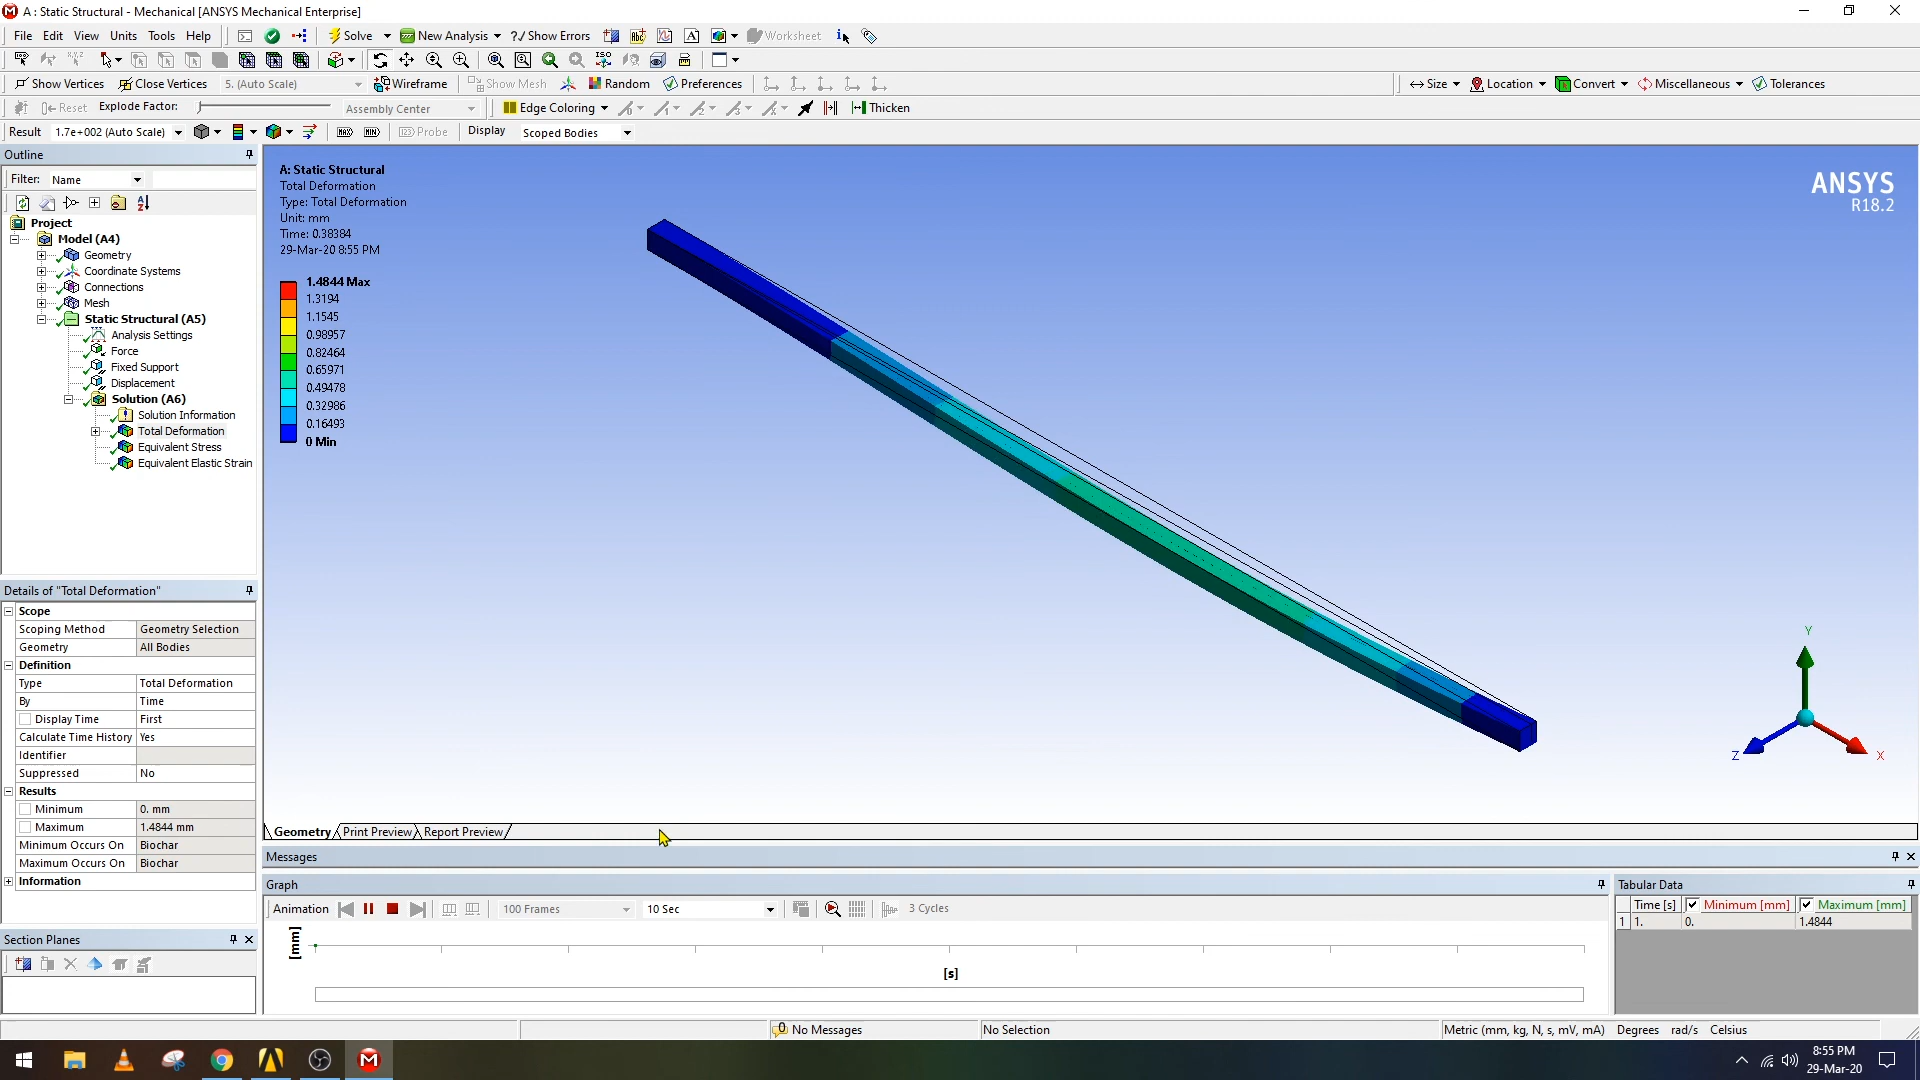 A : Static Structural - Mechanical [ANSYS Mechanical Enterprise]
File Edit View Units Tools Help Solve New Analysis ?/Show Errors Worksheet
Show Vertices Close Vertices 5. (Auto Scale) Wireframe Show Mesh Random Preferences Size Location Convert Miscellaneous Tolerances
Reset Explode Factor: Assembly Center Edge Coloring Thicken
Result 1.7e+002 (Auto Scale) MAX MIN Probe Display Scoped Bodies
Outline
Filter: Name
Project
Model (A4)
Geometry
Coordinate Systems
Connections
Mesh
Static Structural (A5)
Analysis Settings
Force
Fixed Support
Displacement
Solution (A6)
Solution Information
Total Deformation
Equivalent Stress
Equivalent Elastic Strain
A: Static Structural
Total Deformation
Type: Total Deformation
Unit: mm
Time: 0.38384
29-Mar-20 8:55 PM
1.4844 Max
1.3194
1.1545
0.98957
0.82464
0.65971
0.49478
0.32986
0.16493
0 Min
ANSYS
R18.2
Y
Z
X
Details of "Total Deformation"
Scope
Scoping Method Geometry Selection
Geometry All Bodies
Definition
Type Total Deformation
By Time
Display Time First
Calculate Time History Yes
Identifier
Suppressed No
Results
Minimum 0. mm
Maximum 1.4844 mm
Minimum Occurs On Biochar
Maximum Occurs On Biochar
Information
Section Planes
Geometry Print Preview Report Preview
Messages
Graph
Animation 100 Frames 10 Sec 3 Cycles
[mm]
[s]
Tabular Data
Time [s] Minimum [mm] Maximum [mm]
1 1. 0. 1.4844
0 No Messages No Selection Metric (mm, kg, N, s, mV, mA) Degrees rad/s Celsius
8:55 PM
29-Mar-20